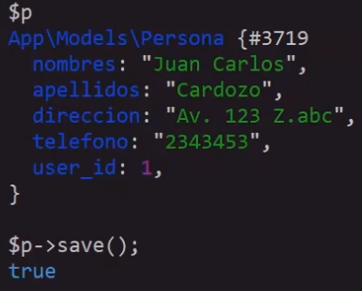 $p
App\Models\Persona {#3719
nombres: "Juan Carlos",
apellidos: "Cardozo",
direccion: "Av. 123 Z.abc",
telefono: "2343453",
user_id: 1,
}
$p->save();
true